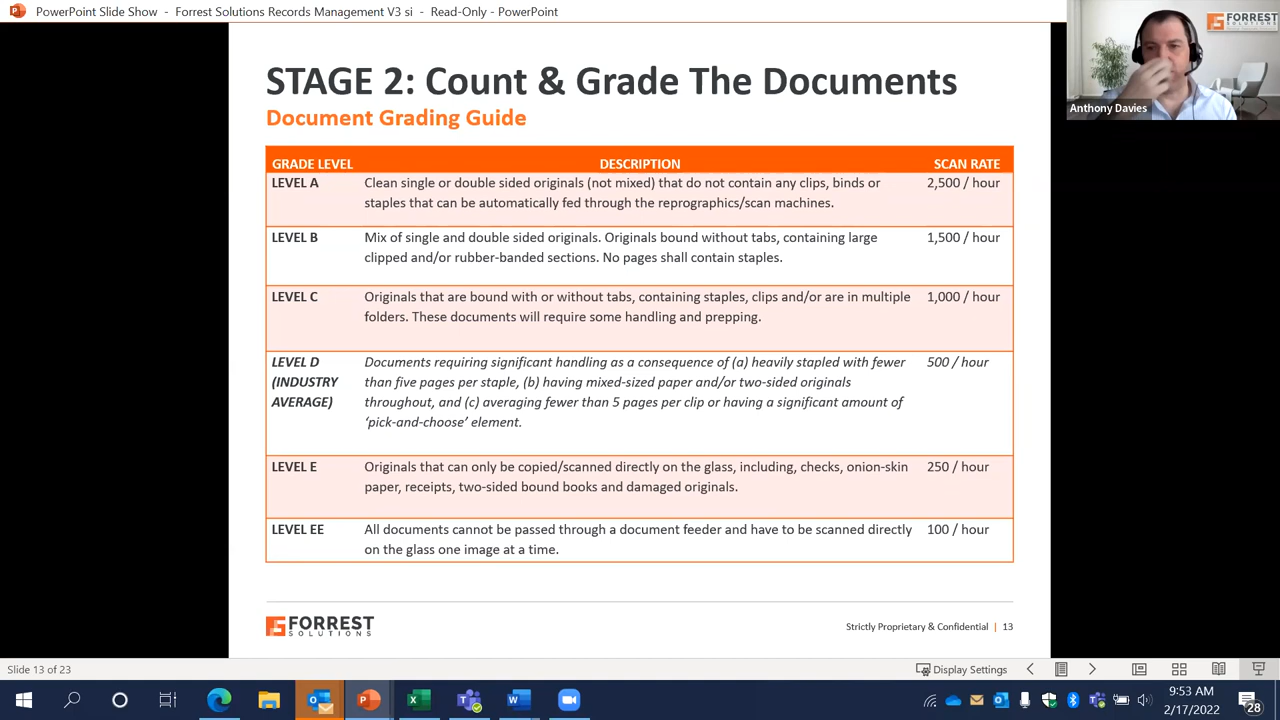 PowerPoint Slide Show - Forrest Solutions Records Management V3 si - Read-Only - PowerPoint
FORREST
SOLUTIONS
Anthony Davies
STAGE 2: Count & Grade The Documents
Document Grading Guide
GRADE LEVEL DESCRIPTION SCAN RATE
LEVEL A Clean single or double sided originals (not mixed) that do not contain any clips, binds or 2,500 / hour
staples that can be automatically fed through the reprographics/scan machines.
LEVEL B Mix of single and double sided originals. Originals bound without tabs, containing large 1,500 / hour
clipped and/or rubber-banded sections. No pages shall contain staples.
LEVEL C Originals that are bound with or without tabs, containing staples, clips and/or are in multiple 1,000 / hour
folders. These documents will require some handling and prepping.
LEVEL D Documents requiring significant handling as a consequence of (a) heavily stapled with fewer 500 / hour
(INDUSTRY than five pages per staple, (b) having mixed-sized paper and/or two-sided originals
AVERAGE) throughout, and (c) averaging fewer than 5 pages per clip or having a significant amount of
‘pick-and-choose’ element.
LEVEL E Originals that can only be copied/scanned directly on the glass, including, checks, onion-skin 250 / hour
paper, receipts, two-sided bound books and damaged originals.
LEVEL EE All documents cannot be passed through a document feeder and have to be scanned directly 100 / hour
on the glass one image at a time.
FORREST
SOLUTIONS
Strictly Proprietary & Confidential | 13
Slide 13 of 23
Display Settings
9:53 AM
2/17/2022
28